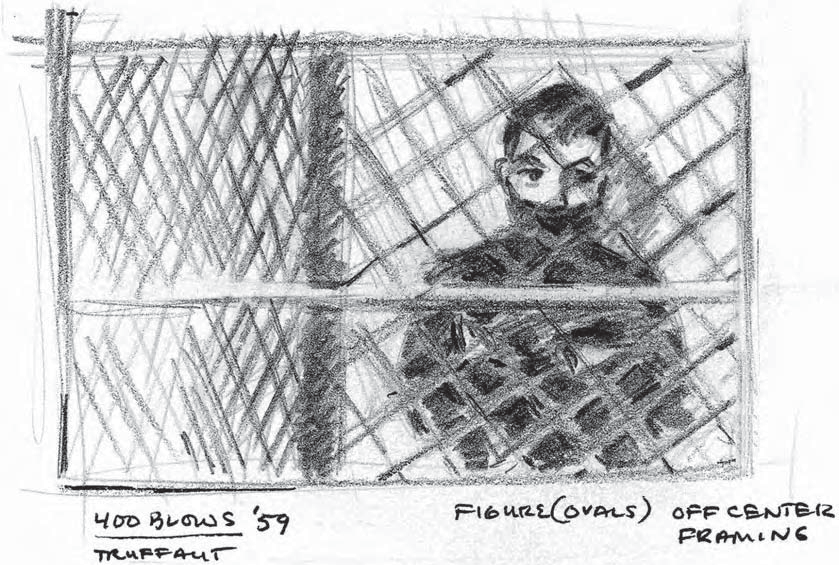 400 BLOWS '59
TRUFFAUT
FIGURE (OVALS) OFF CENTER
FRAMING